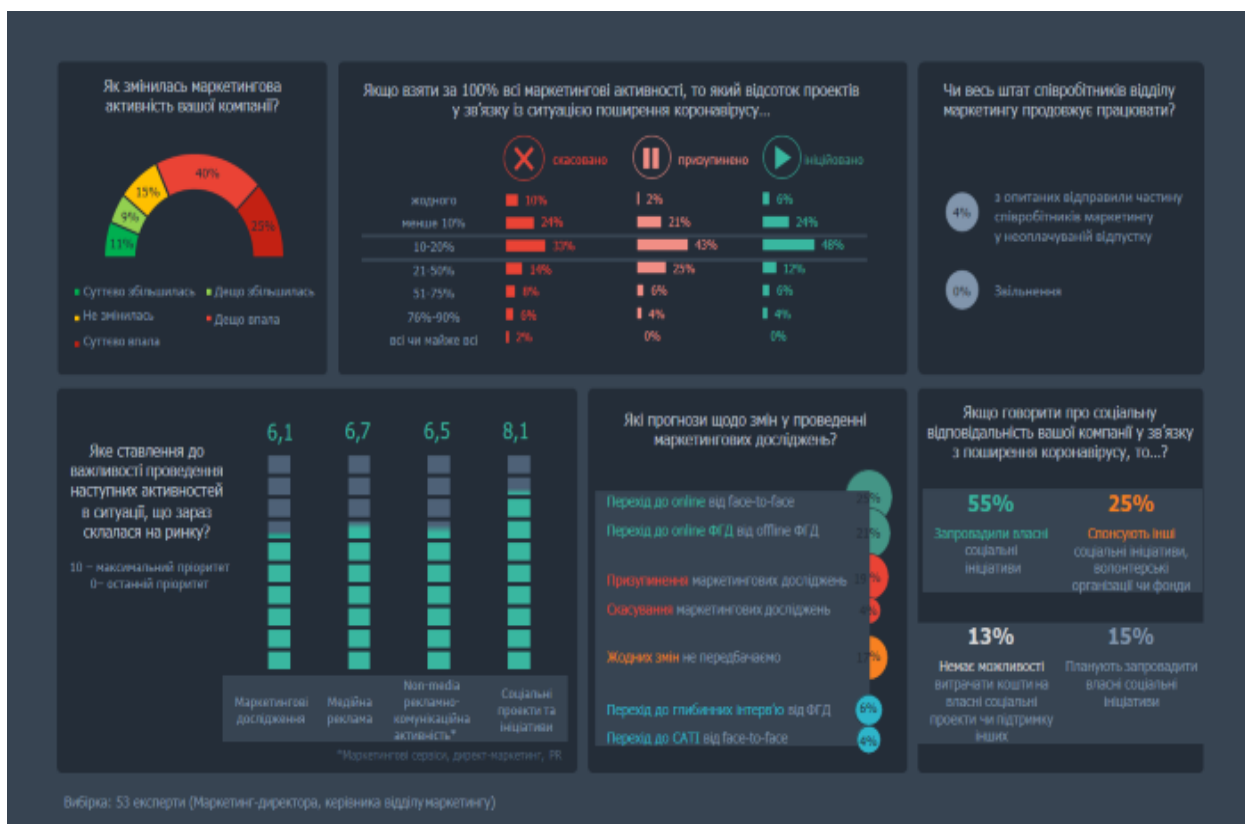 Як змінилась маркетингова
активність вашої компанії?
11%
9%
15%
40%
25%
Суттєво збільшилась
Дещо збільшилась
Не змінилась
Дещо впала
Суттєво впала
Якщо взяти за 100% всі маркетингові активності, то який відсоток проектів
у зв'язку із ситуацією поширення коронавірусу...
скасовано призупинено ініційовано
жодного 10% 2% 6%
менше 10% 24% 21% 24%
10-20% 33% 43% 48%
21-50% 14% 25% 12%
51-75% 8% 6% 6%
76%-90% 6% 4% 4%
всі чи майже всі 2% 0% 0%
Чи весь штат співробітників відділу
маркетингу продовжує працювати?
4%
з опитаних відправили частину
співробітників маркетингу
у неоплачуваній відпустку
0% Звільнення
Яке ставлення до
важливості проведення
наступних активностей
в ситуації, що зараз
склалася на ринку?
10 – максимальний пріоритет
0– останній пріоритет
6,1 6,7 6,5 8,1
Маркетингові
дослідження
Медійна
реклама
Non-media
рекламно-
комунікаційна
активність*
Соціальні
проекти та
ініціативи
*Маркетингові сервіси, директ-маркетинг, PR
Які прогнози щодо змін у проведенні
маркетингових досліджень?
Перехід до online від face-to-face
Перехід до online ФГД від offline ФГД
Призупинення маркетингових досліджень
Скасування маркетингових досліджень 4%
Жодних змін не передбачаємо 17%
Перехід до глибинних інтерв'ю від ФГД 6%
Перехід до CATI від face-to-face 4%
Якщо говорити про соціальну
відповідальність вашої компанії у зв'язку
з поширення коронавірусу, то...?
55%
Запровадили власні
соціальні
ініціативи
25%
Спонсують інші
соціальні ініціативи,
волонтерські
організації чи фонди
13%
Немає можливості
витрачати кошти на
власні соціальні
проекти чи підтримку
інших
15%
Планують запровадити
власні соціальні
ініціативи
Вибірка: 53 експерти (Маркетинг-директора, керівника відділу маркетингу)